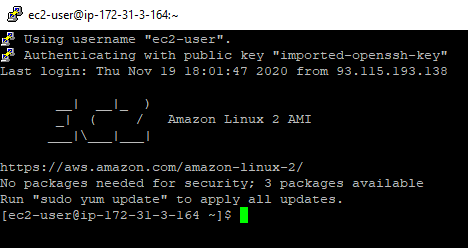 ec2-user@ip-172-31-3-164:~
Using username "ec2-user".
Authenticating with public key "imported-openssh-key"
Last login: Thu Nov 19 18:01:47 2020 from 93.115.193.138
__|  __|_  )
_|  (     /   Amazon Linux 2 AMI
___|\___|___|
https://aws.amazon.com/amazon-linux-2/
No packages needed for security; 3 packages available
Run "sudo yum update" to apply all updates.
[ec2-user@ip-172-31-3-164 ~]$